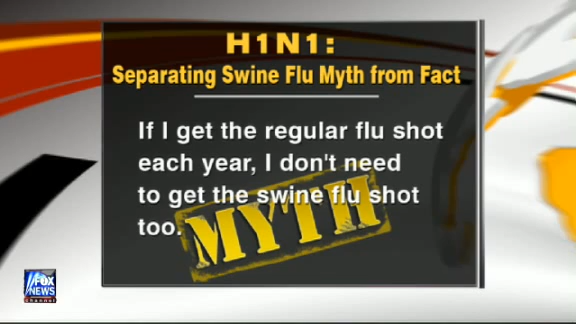 H1N1:
Separating Swine Flu Myth from Fact
If I get the regular flu shot
each year, I don't need
to get the swine flu shot
too.
MYTH
FOX
NEWS
channel